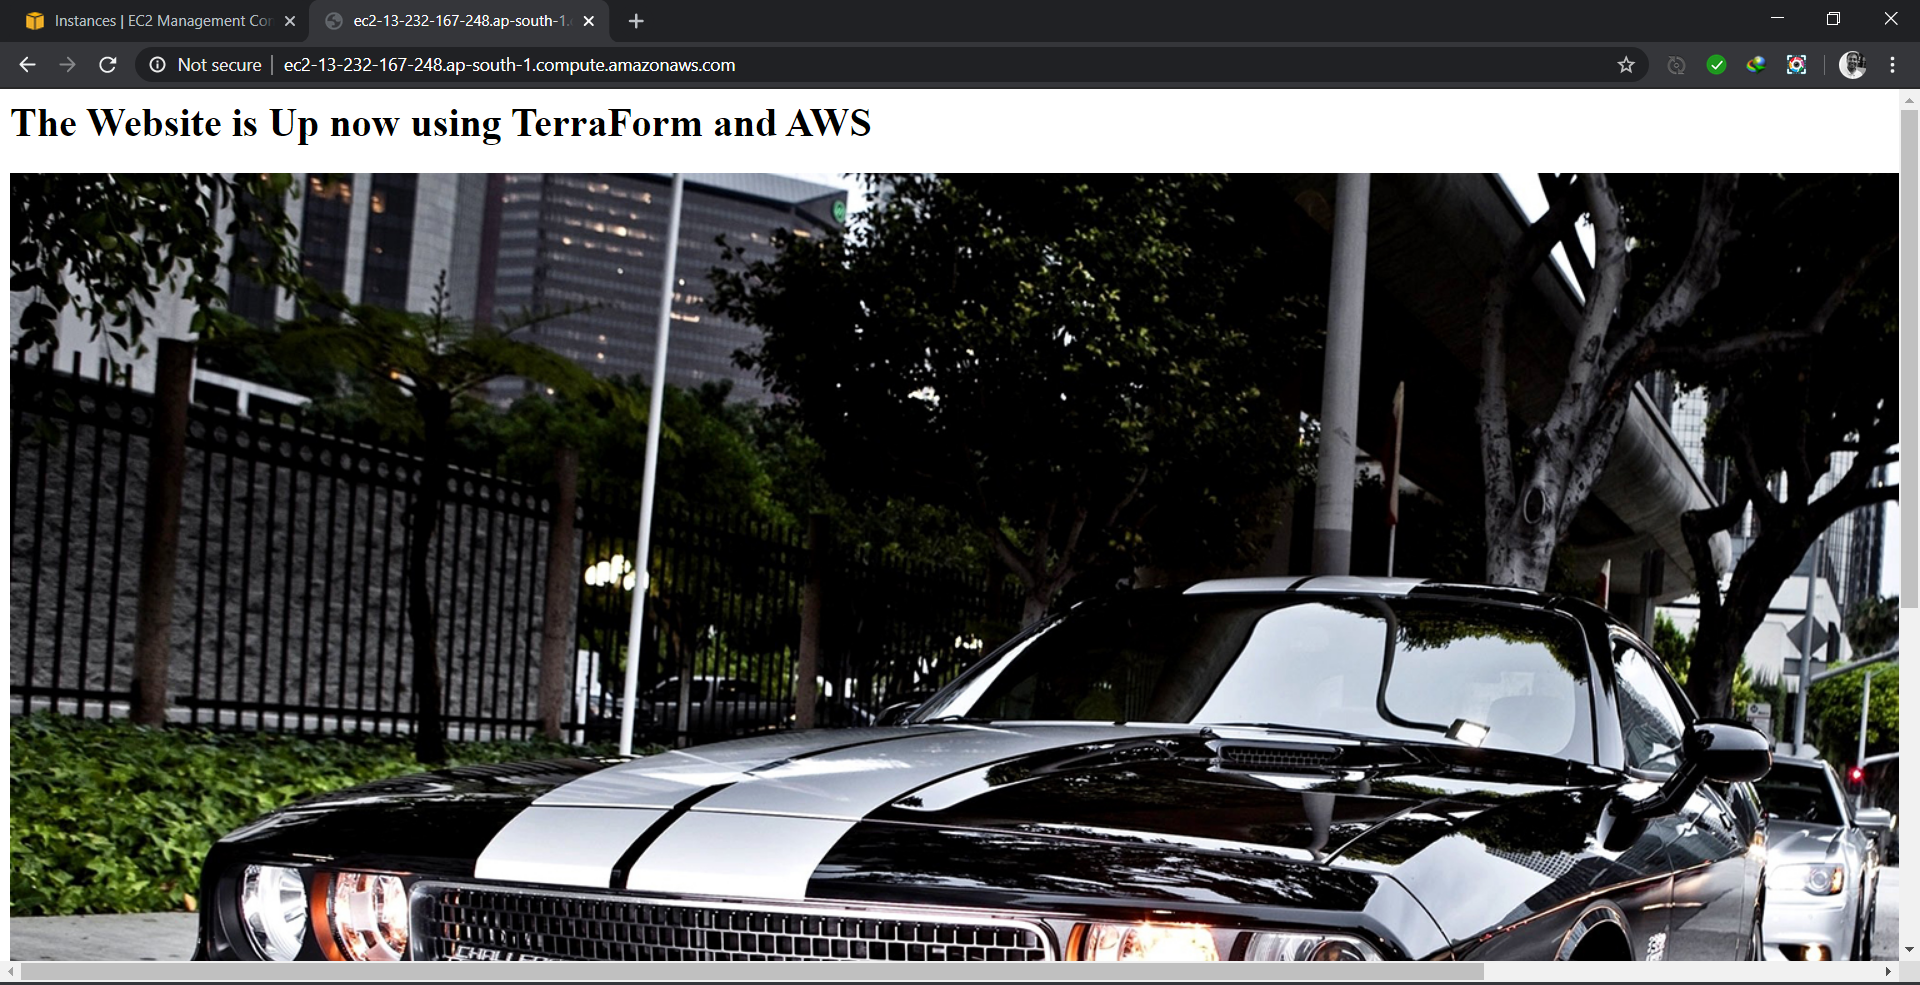 Instances | EC2 Management Con
ec2-13-232-167-248.ap-south-1.c
Not secure
ec2-13-232-167-248.ap-south-1.compute.amazonaws.com
The Website is Up now using TerraForm and AWS